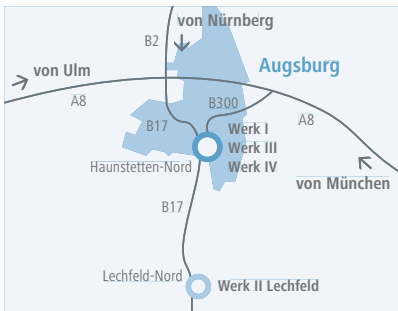 von Nürnberg
B2
von Ulm
Augsburg
A8
B300
A8
B17
Werk I
Werk III
Haunstetten-Nord
Werk IV
von München
B17
Lechfeld-Nord
Werk II Lechfeld